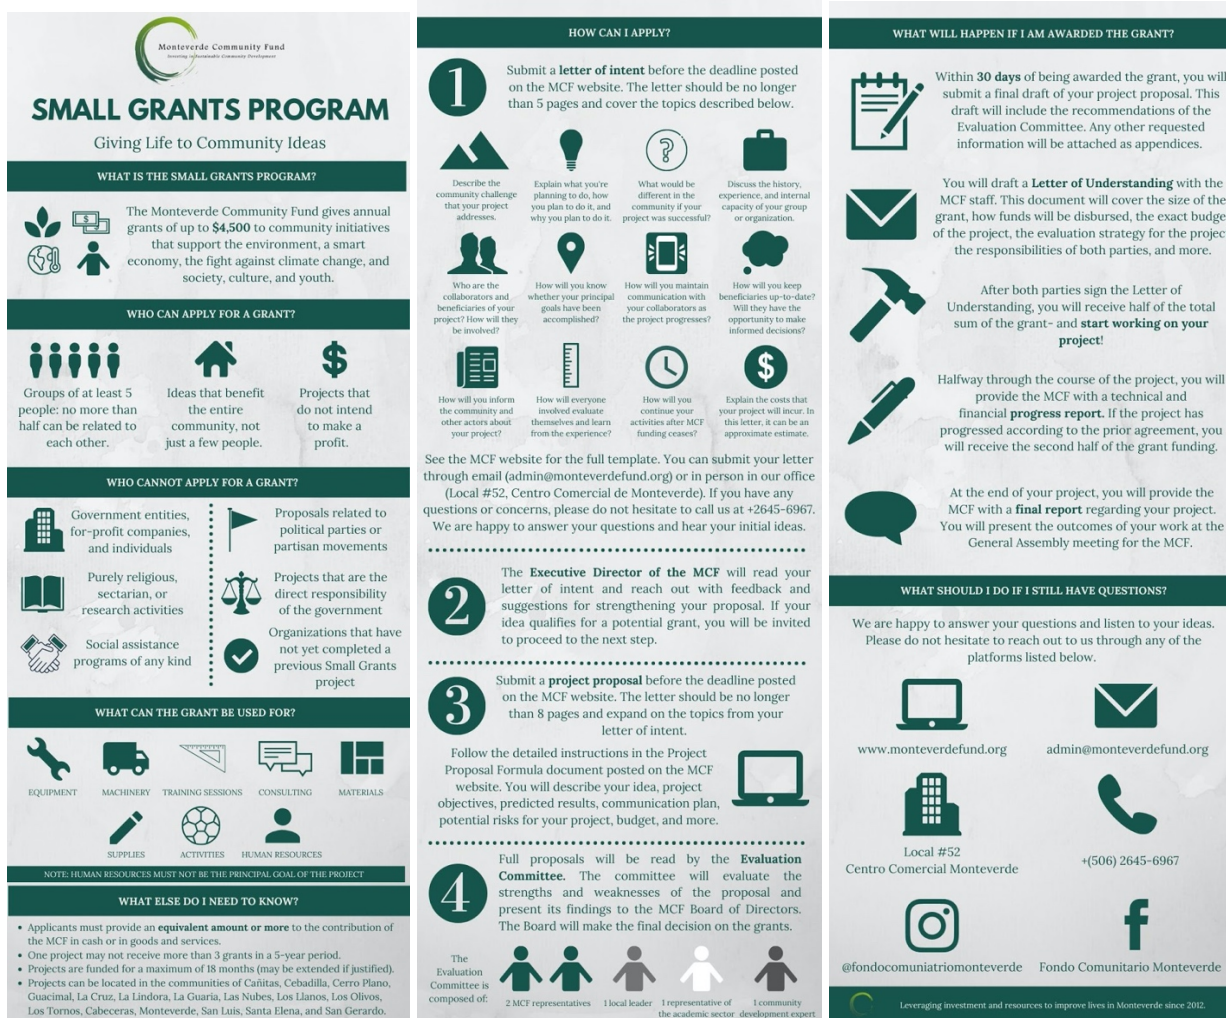 Monteverde Community Fund
Investing in Sustainable Community Development
SMALL GRANTS PROGRAM
Giving Life to Community Ideas
WHAT IS THE SMALL GRANTS PROGRAM?
The Monteverde Community Fund gives annual
grants of up to $4,500 to community initiatives
that support the environment, a smart
economy, the fight against climate change, and
society, culture, and youth.
WHO CAN APPLY FOR A GRANT?
Groups of at least 5
people: no more than
half can be related to
each other.
Ideas that benefit
the entire
community, not
just a few people.
Projects that
do not intend
to make a
profit.
WHO CANNOT APPLY FOR A GRANT?
Government entities,
for-profit companies,
and individuals
Proposals related to
political parties or
partisan movements
Purely religious,
sectarian, or
research activities
Projects that are the
direct responsibility
of the government
Social assistance
programs of any kind
Organizations that have
not yet completed a
previous Small Grants
project
WHAT CAN THE GRANT BE USED FOR?
EQUIPMENT
MACHINERY
TRAINING SESSIONS
CONSULTING
MATERIALS
SUPPLIES
ACTIVITIES
HUMAN RESOURCES
NOTE: HUMAN RESOURCES MUST NOT BE THE PRINCIPAL GOAL OF THE PROJECT
WHAT ELSE DO I NEED TO KNOW?
• Applicants must provide an equivalent amount or more to the contribution of
the MCF in cash or in goods and services.
• One project may not receive more than 3 grants in a 5-year period.
• Projects are funded for a maximum of 18 months (may be extended if justified).
• Projects can be located in the communities of Cañitas, Cebadilla, Cerro Plano,
Guacimal, La Cruz, La Lindora, La Guaria, Las Nubes, Los Llanos, Los Olivos,
Los Tornos, Cabeceras, Monteverde, San Luis, Santa Elena, and San Gerardo.
HOW CAN I APPLY?
1
Submit a letter of intent before the deadline posted
on the MCF website. The letter should be no longer
than 5 pages and cover the topics described below.
Describe the
community challenge
that your project
addresses.
Explain what you're
planning to do, how
you plan to do it, and
why you plan to do it.
What would be
different in the
community if your
project was successful?
Discuss the history,
experience, and internal
capacity of your group
or organization.
Who are the
collaborators and
beneficiaries of your
project? How will they
be involved?
How will you know
whether your principal
goals have been
accomplished?
How will you maintain
communication with
your collaborators as
the project progresses?
How will you keep
beneficiaries up-to-date?
Will they have the
opportunity to make
informed decisions?
How will you inform
the community and
other actors about
your project?
How will everyone
involved evaluate
themselves and learn
from the experience?
How will you
continue your
activities after MCF
funding ceases?
Explain the costs that
your project will incur. In
this letter, it can be an
approximate estimate.
See the MCF website for the full template. You can submit your letter
through email (admin@monteverdefund.org) or in person in our office
(Local #52, Centro Comercial de Monteverde). If you have any
questions or concerns, please do not hesitate to call us at +2645-6967.
We are happy to answer your questions and hear your initial ideas.
2
The Executive Director of the MCF will read your
letter of intent and reach out with feedback and
suggestions for strengthening your proposal. If your
idea qualifies for a potential grant, you will be invited
to proceed to the next step.
3
Submit a project proposal before the deadline posted
on the MCF website. The letter should be no longer
than 8 pages and expand on the topics from your
letter of intent.
Follow the detailed instructions in the Project
Proposal Formula document posted on the MCF
website. You will describe your idea, project
objectives, predicted results, communication plan,
potential risks for your project, budget, and more.
4
Full proposals will be read by the Evaluation
Committee. The committee will evaluate the
strengths and weaknesses of the proposal and
present its findings to the MCF Board of Directors.
The Board will make the final decision on the grants.
The
Evaluation
Committee is
composed of:
2 MCF representatives
1 local leader
1 representative of
the academic sector
1 community
development expert
WHAT WILL HAPPEN IF I AM AWARDED THE GRANT?
Within 30 days of being awarded the grant, you will
submit a final draft of your project proposal. This
draft will include the recommendations of the
Evaluation Committee. Any other requested
information will be attached as appendices.
You will draft a Letter of Understanding with the
MCF staff. This document will cover the size of the
grant, how funds will be disbursed, the exact budge
of the project, the evaluation strategy for the projec
the responsibilities of both parties, and more.
After both parties sign the Letter of
Understanding, you will receive half of the total
sum of the grant- and start working on your
project!
Halfway through the course of the project, you will
provide the MCF with a technical and
financial progress report. If the project has
progressed according to the prior agreement, you
will receive the second half of the grant funding.
At the end of your project, you will provide the
MCF with a final report regarding your project.
You will present the outcomes of your work at the
General Assembly meeting for the MCF.
WHAT SHOULD I DO IF I STILL HAVE QUESTIONS?
We are happy to answer your questions and listen to your ideas.
Please do not hesitate to reach out to us through any of the
platforms listed below.
www.monteverdefund.org
admin@monteverdefund.org
Local #52
Centro Comercial Monteverde
+(506) 2645-6967
@fondocomuniatriomonteverde
Fondo Comunitario Monteverde
Leveraging investment and resources to improve lives in Monteverde since 2012.